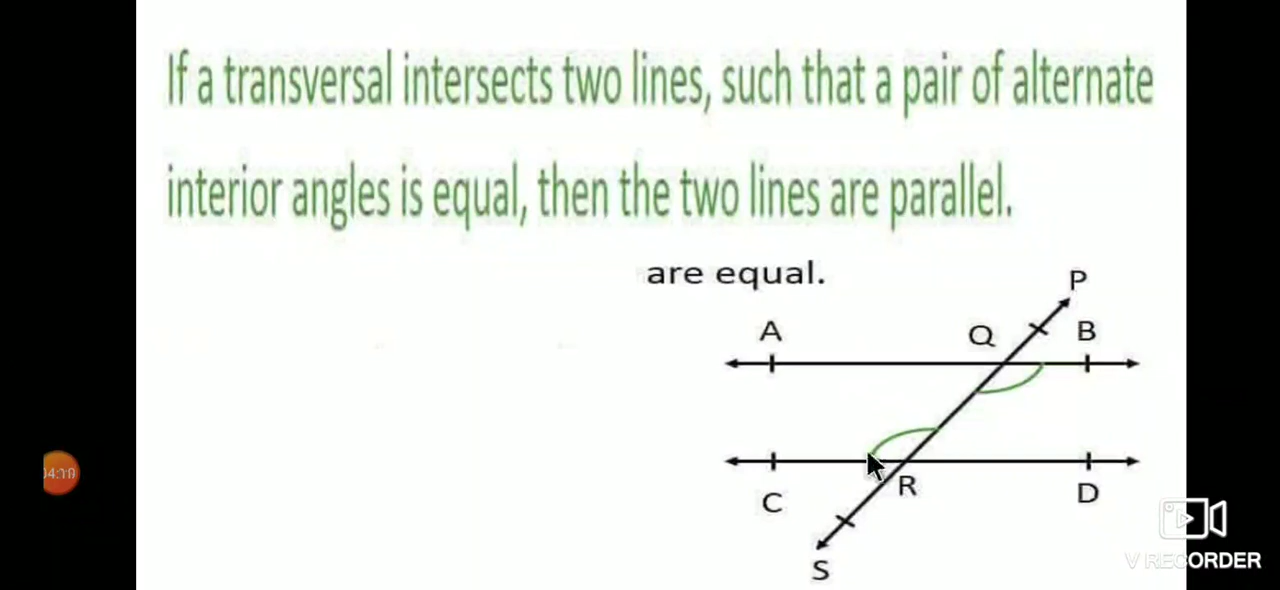 If a transversal intersects two lines, such that a pair of alternate
interior angles is equal, then the two lines are parallel.
are equal.
P
A
Q
B
C
R
D
S
V RECORDER